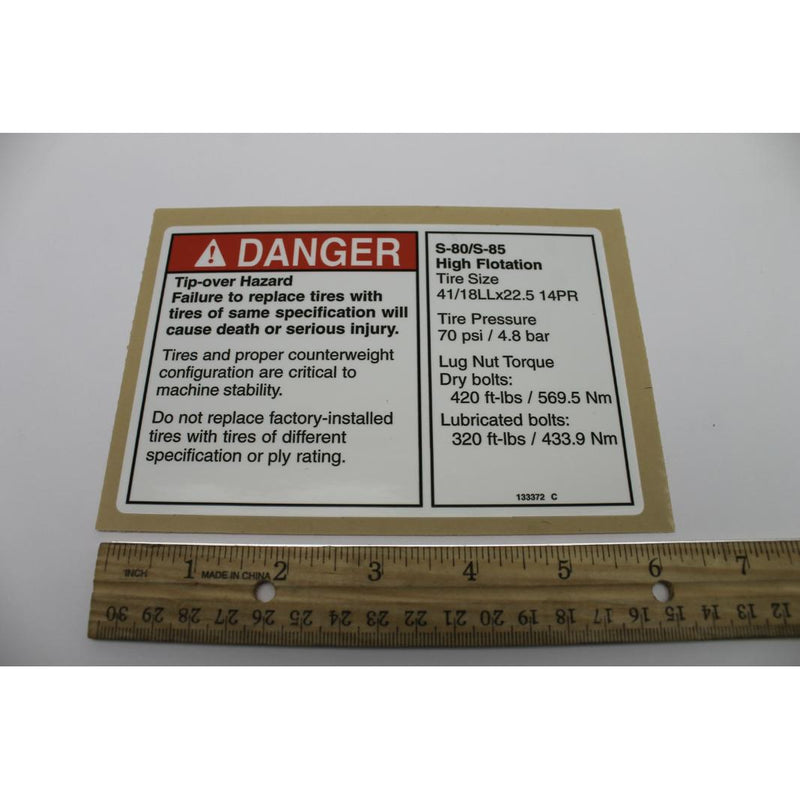 DANGER
Tip-over Hazard
Failure to replace tires with
tires of same specification will
cause death or serious injury.
Tires and proper counterweight
configuration are critical to
machine stability.
Do not replace factory-installed
tires with tires of different
specification or ply rating.
S-80/S-85
High Flotation
Tire Size
41/18LLx22.5 14PR
Tire Pressure
70 psi / 4.8 bar
Lug Nut Torque
Dry bolts:
420 ft-lbs / 569.5 Nm
Lubricated bolts:
320 ft-lbs / 433.9 Nm
133372 C
INCH 1 MADE IN CHINA 2 3 4 5 6 7
30 29 28 27 26 25 24 23 22 21 20 19 18 17 16 15 14 13 12